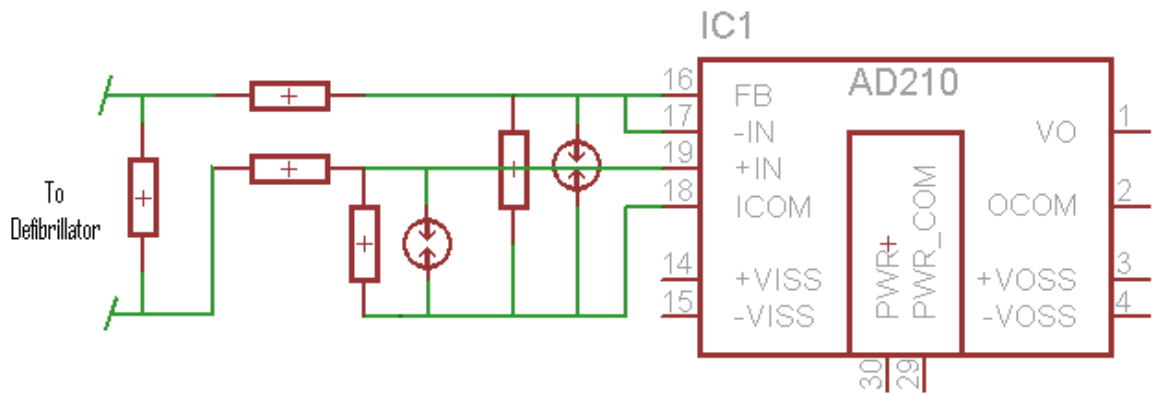 IC1
AD210
16
FB
17
-IN
19
+IN
18
ICOM
14
+VISS
15
-VISS
VO
1
OCOM
2
+VOSS
3
-VOSS
4
PWR+
PWR_COM
30
29
To
Defibrillator